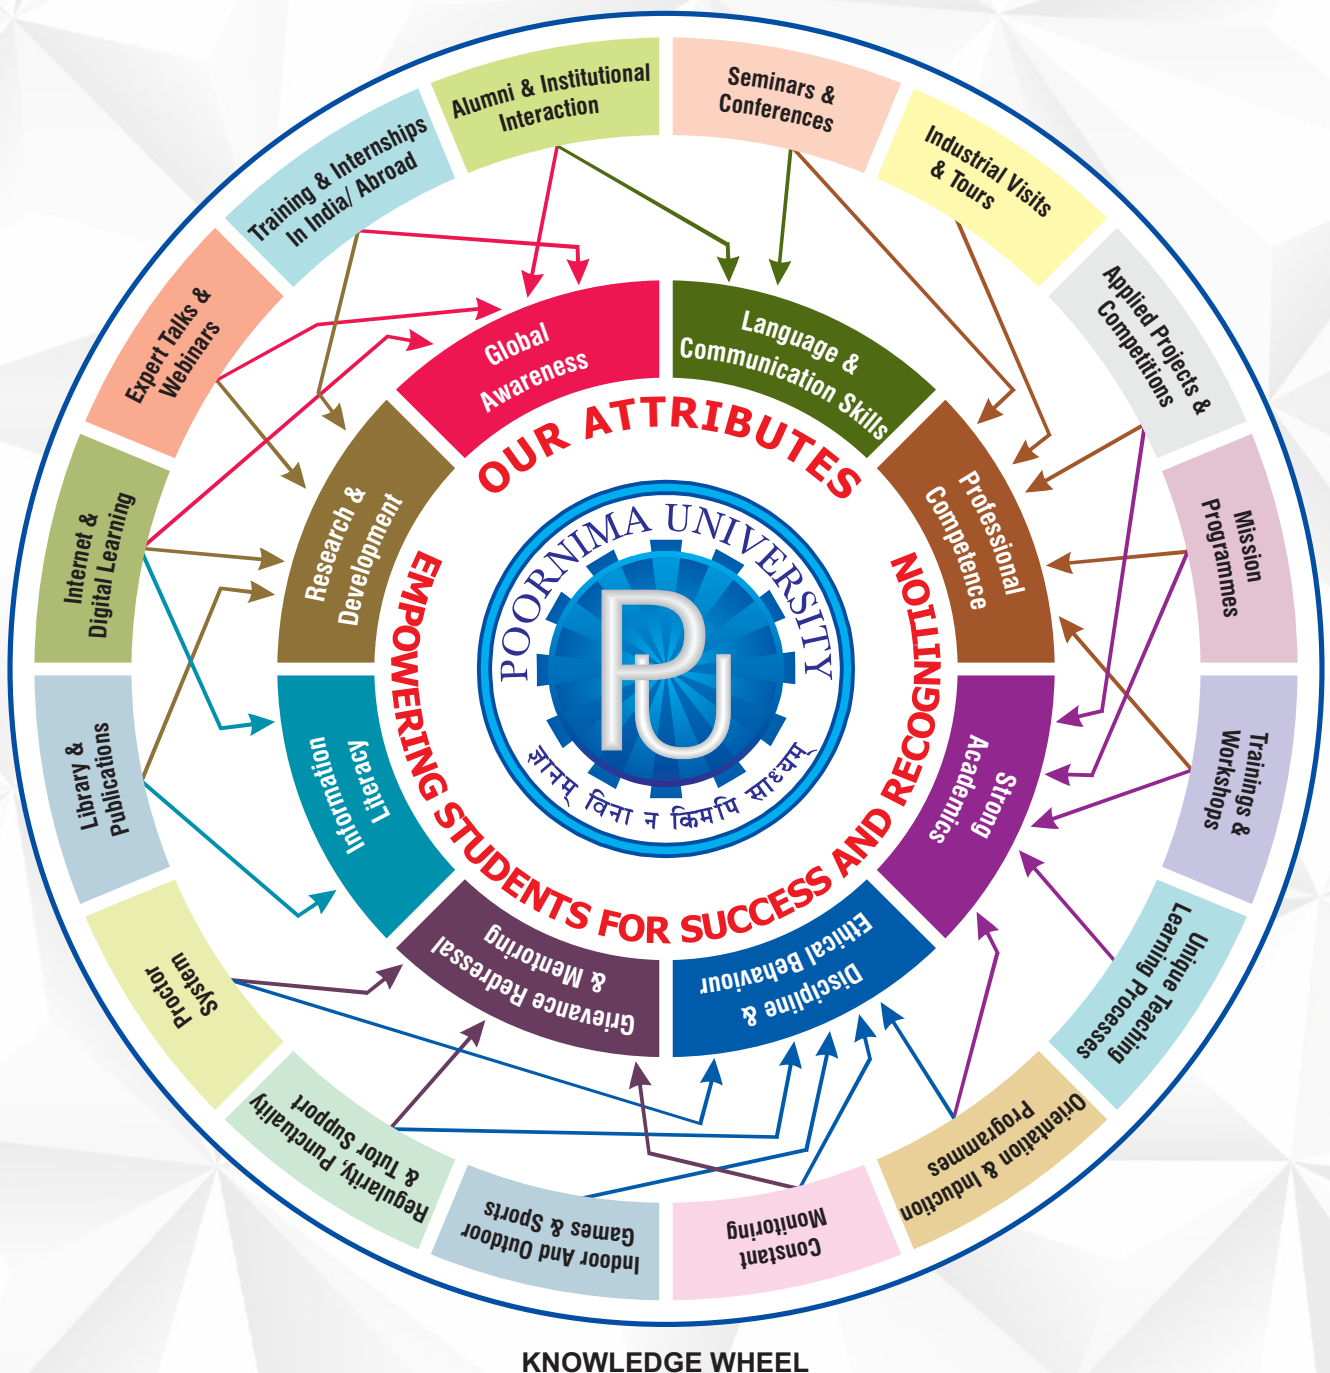 Alumni & Institutional
Interaction
Seminars &
Conferences
Industrial Visits
& Tours
Applied Projects &
Competitions
Mission
Programmes
Trainings &
Workshops
Unique Teaching
Learning Processes
Orientation & Induction
Programmes
Constant
Monitoring
Indoor And Outdoor
Games & Sports
Regularity, Punctuality
& Tutor Support
Proctor
System
Library &
Publications
Internet &
Digital Learning
Expert Talks &
Webinars
Training & Internships
In India/ Abroad
Global
Awareness
Language &
Communication Skills
Professional
Competence
Strong
Academics
Discipline &
Ethical Behaviour
Grievance Redressal
& Mentoring
Information
Literacy
Research &
Development
OUR ATTRIBUTES
EMPOWERING STUDENTS FOR SUCCESS AND RECOGNITION
POORNIMA UNIVERSITY
PU
ज्ञानम् विना न किमपि साध्यम्
KNOWLEDGE WHEEL